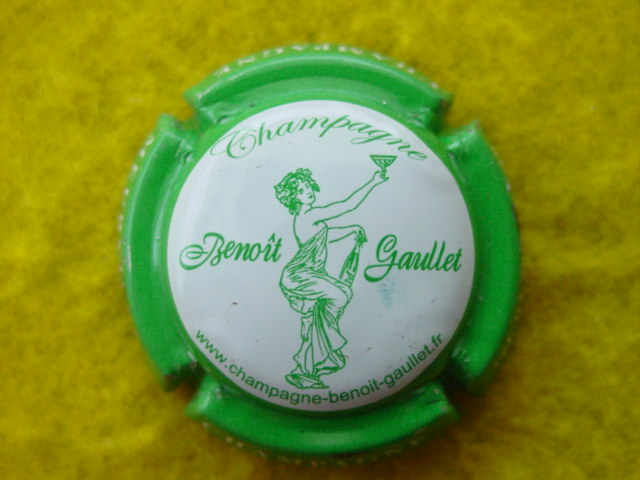 Champagne
Benoît Gaullet
www.champagne-benoit-gaullet.fr